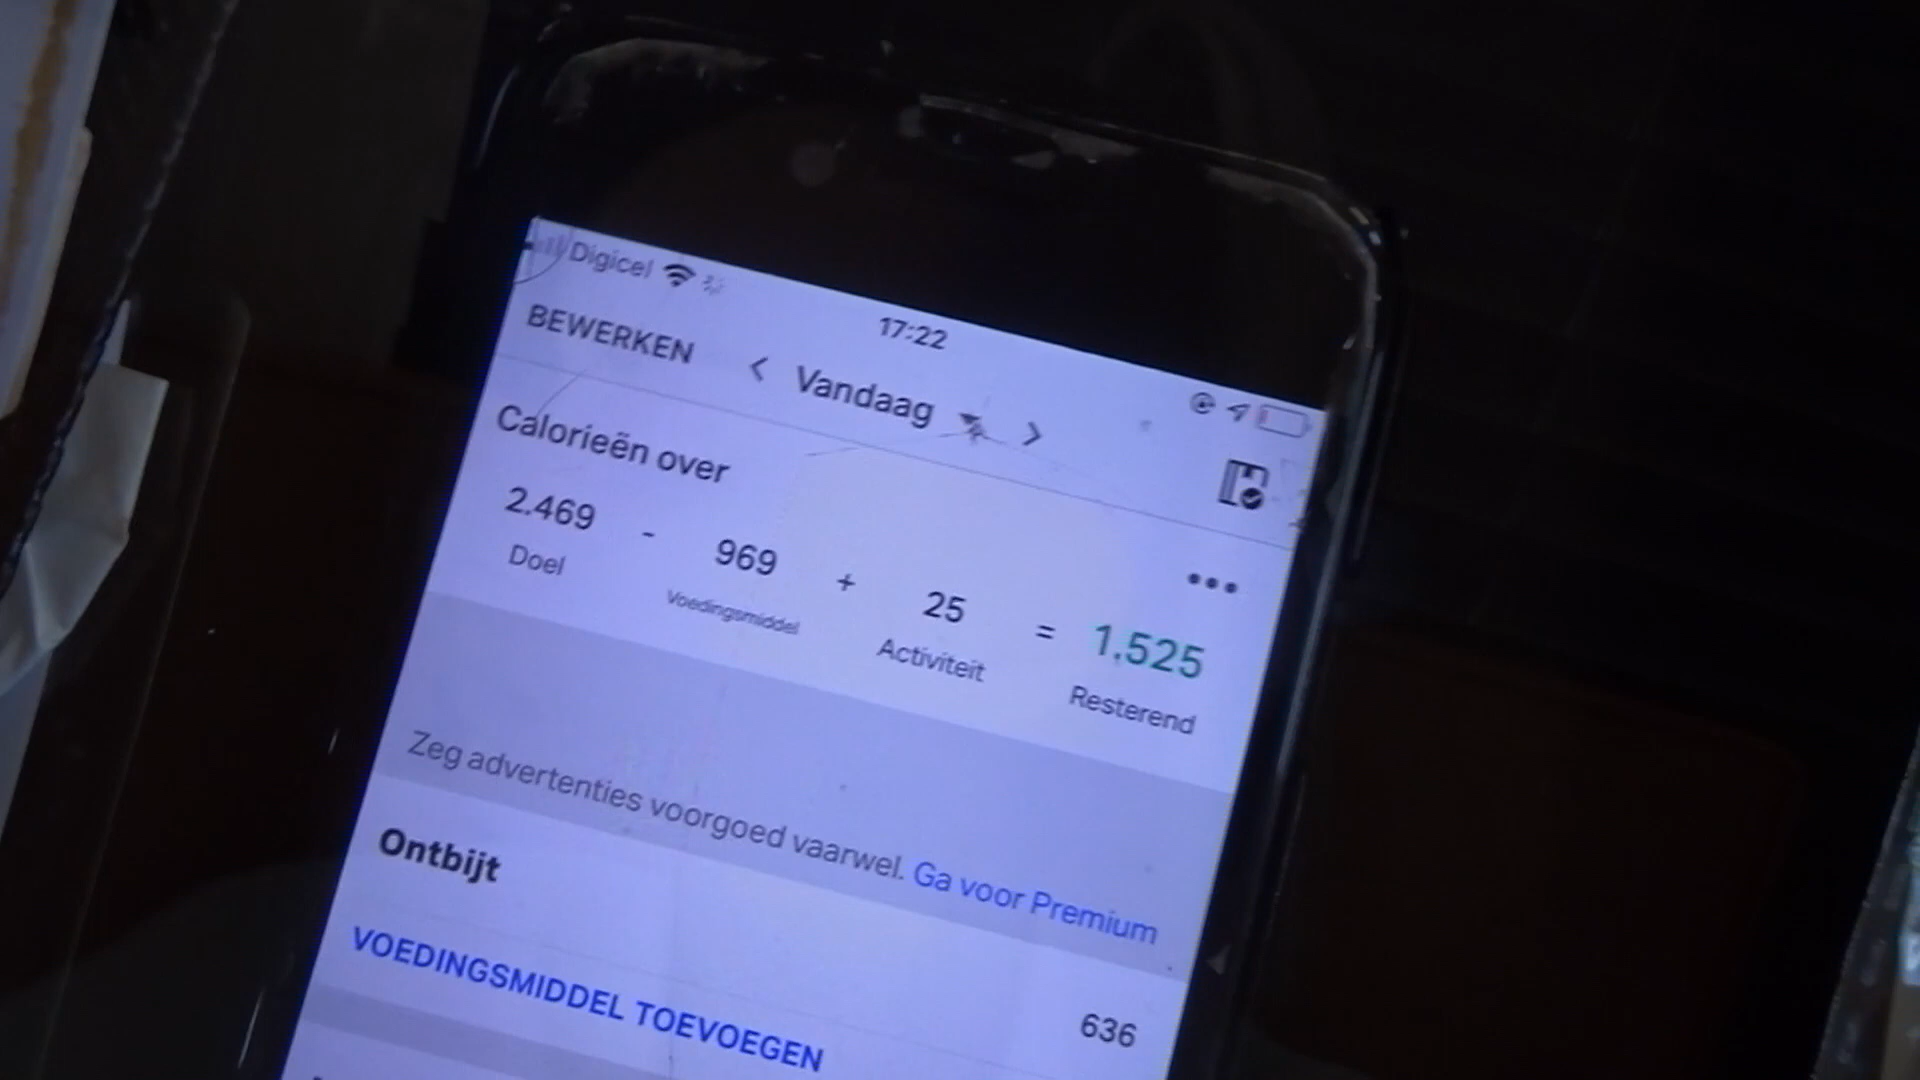 Digicel
17:22
BEWERKEN < Vandaag >
Calorieën over
2.469 - 969 + 25 = 1.525
Doel Voedingsmiddel Activiteit Resterend
Zeg advertenties voorgoed vaarwel. Ga voor Premium
Ontbijt
636
VOEDINGSMIDDEL TOEVOEGEN